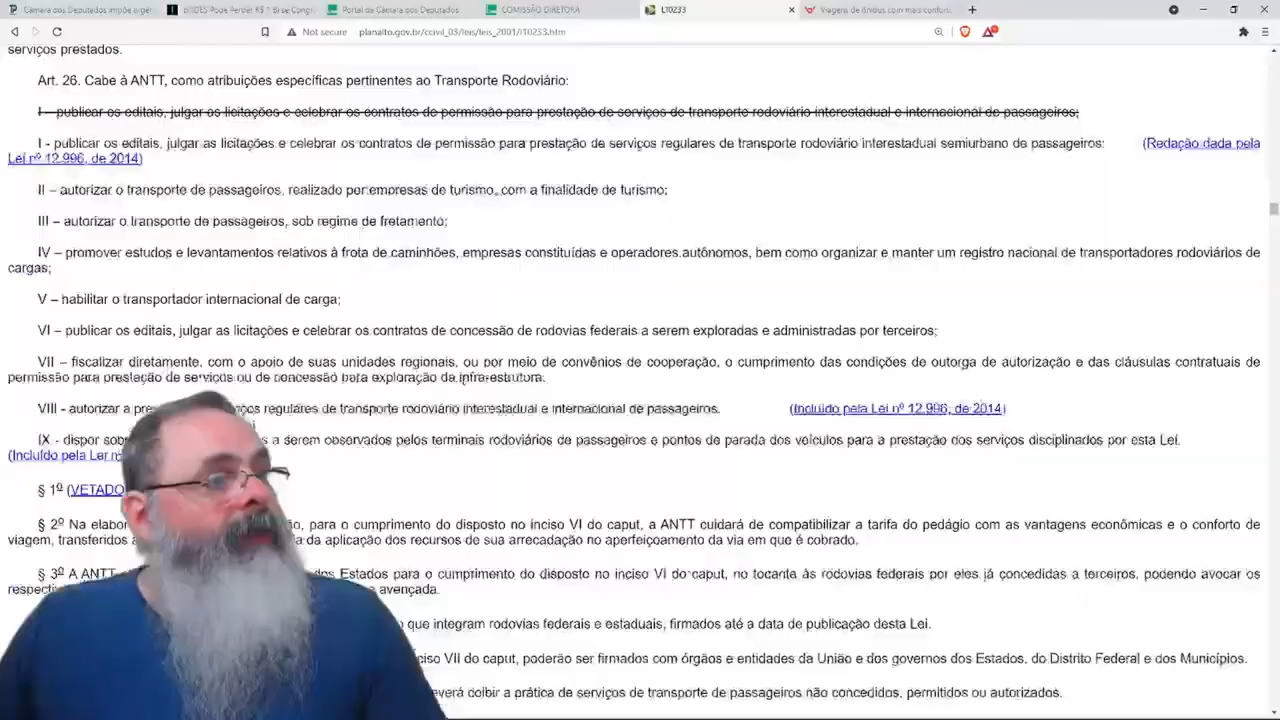 Câmara dos Deputados impõe
BNDES Pode Perder R$ 1 Bi se Cong
Portal da Câmara dos Deputados
COMISSÃO DIRETORA
L10233
Viagens de ônibus com mais confort
Not secure planalto.gov.br/ccivil_03/leis/leis_2001/l10233.htm
serviços prestados.
Art. 26. Cabe à ANTT, como atribuições específicas pertinentes ao Transporte Rodoviário:
I – publicar os editais, julgar as licitações e celebrar os contratos de permissão para prestação de serviços de transporte rodoviário interestadual e internacional de passageiros;
I - publicar os editais, julgar as licitações e celebrar os contratos de permissão para prestação de serviços regulares de transporte rodoviário interestadual semiurbano de passageiros: (Redação dada pela
Lei nº 12.996, de 2014)
II – autorizar o transporte de passageiros, realizado por empresas de turismo, com a finalidade de turismo;
III – autorizar o transporte de passageiros, sob regime de fretamento;
IV – promover estudos e levantamentos relativos à frota de caminhões, empresas constituídas e operadores autônomos, bem como organizar e manter um registro nacional de transportadores rodoviários de
cargas;
V – habilitar o transportador internacional de carga;
VI – publicar os editais, julgar as licitações e celebrar os contratos de concessão de rodovias federais a serem exploradas e administradas por terceiros;
VII – fiscalizar diretamente, com o apoio de suas unidades regionais, ou por meio de convênios de cooperação, o cumprimento das condições de outorga de autorização e das cláusulas contratuais de
permissão para prestação de serviços ou de concessão para exploração da infra-estrutura.
VIII - autorizar a pre ços regulares de transporte rodoviário interestadual e internacional de passageiros. (Incluído pela Lei nº 12.996, de 2014)
IX - dispor sobr s a serem observados pelos terminais rodoviários de passageiros e pontos de parada dos veículos para a prestação dos serviços disciplinados por esta Lei.
(Incluído pela Lei n
§ 1º (VETADO
§ 2º Na elabor ão, para o cumprimento do disposto no inciso VI do caput, a ANTT cuidará de compatibilizar a tarifa do pedágio com as vantagens econômicas e o conforto de
viagem, transferidos a da aplicação dos recursos de sua arrecadação no aperfeiçoamento da via em que é cobrado.
§ 3º A ANTT dos Estados para o cumprimento do disposto no inciso VI do caput, no tocante às rodovias federais por eles já concedidas a terceiros, podendo avocar os
respecti avençada.
que integram rodovias federais e estaduais, firmados até a data de publicação desta Lei.
ciso VII do caput, poderão ser firmados com órgãos e entidades da União e dos governos dos Estados, do Distrito Federal e dos Municípios.
everá coibir a prática de serviços de transporte de passageiros não concedidos, permitidos ou autorizados.